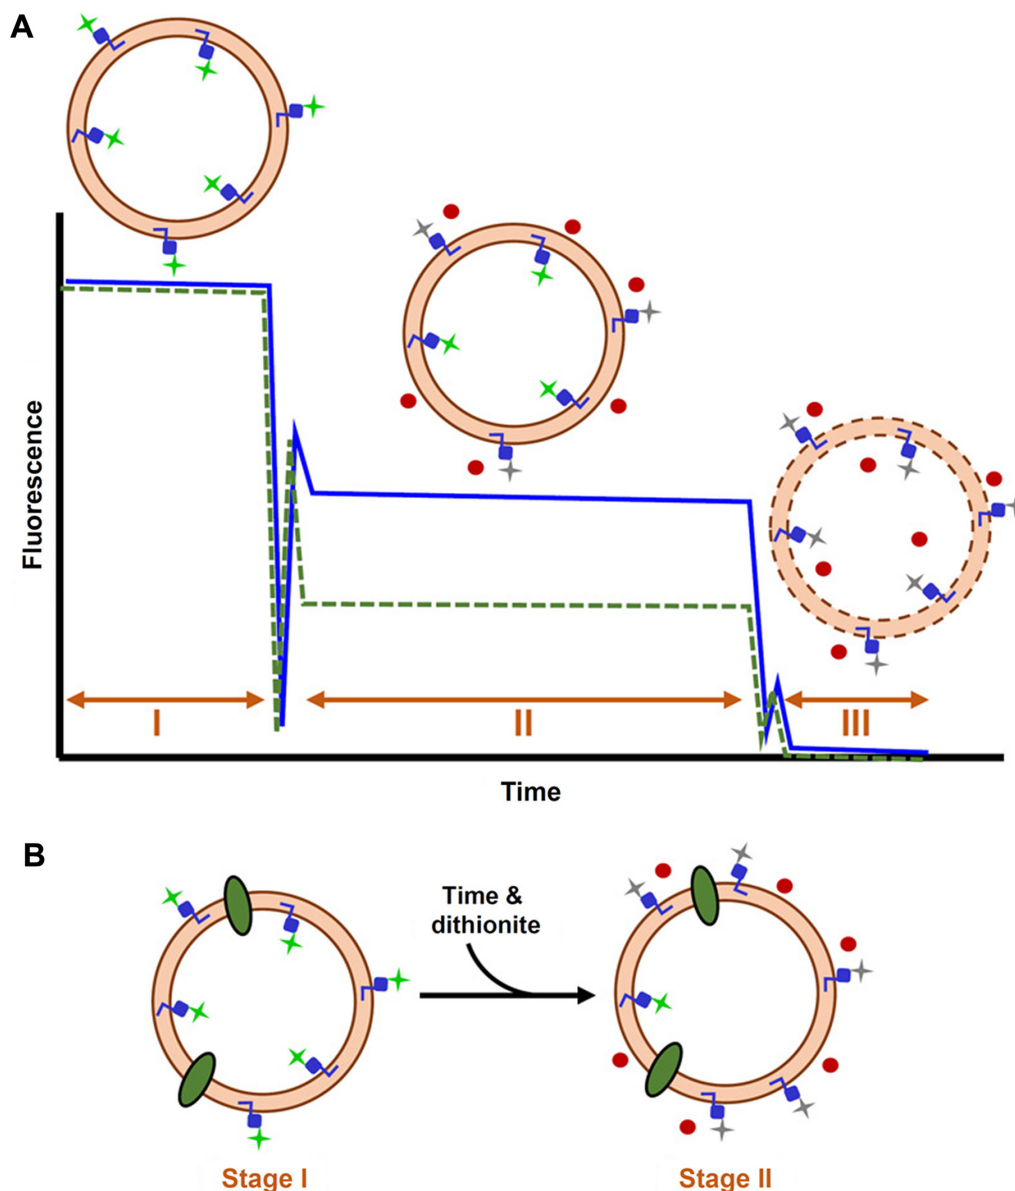 A
Fluorescence
I
II
III
Time
B
Time &
dithionite
Stage I
Stage II